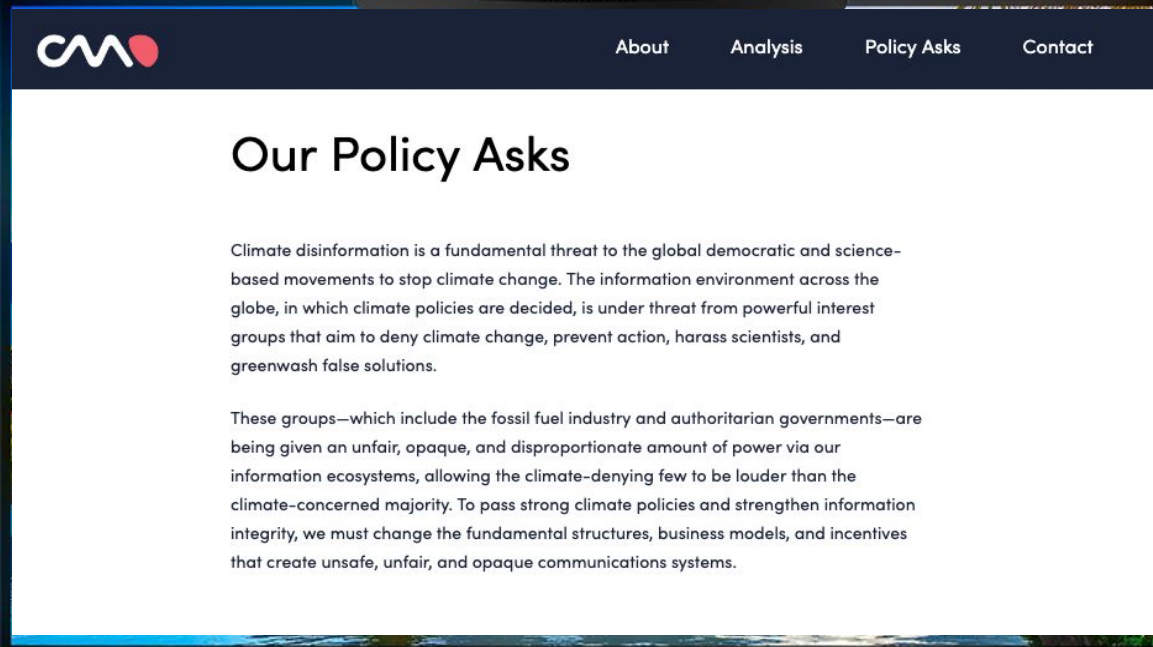 About Analysis Policy Asks Contact
Our Policy Asks
Climate disinformation is a fundamental threat to the global democratic and science-
based movements to stop climate change. The information environment across the
globe, in which climate policies are decided, is under threat from powerful interest
groups that aim to deny climate change, prevent action, harass scientists, and
greenwash false solutions.
These groups—which include the fossil fuel industry and authoritarian governments—are
being given an unfair, opaque, and disproportionate amount of power via our
information ecosystems, allowing the climate-denying few to be louder than the
climate-concerned majority. To pass strong climate policies and strengthen information
integrity, we must change the fundamental structures, business models, and incentives
that create unsafe, unfair, and opaque communications systems.